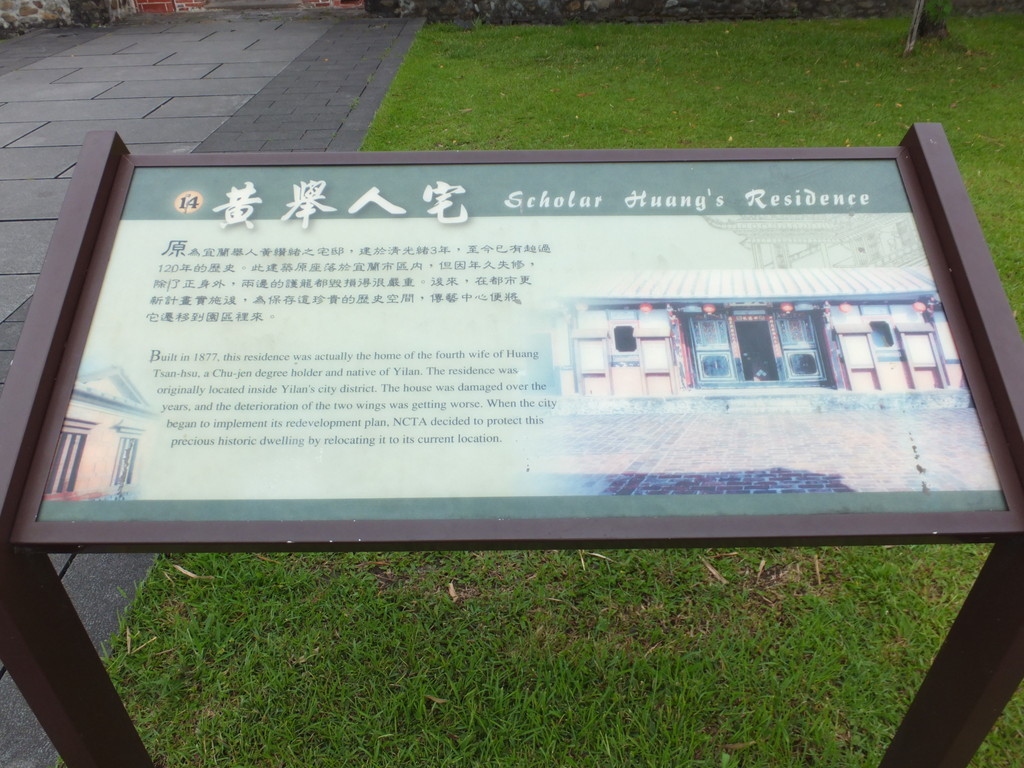 14 黃舉人宅 Scholar Huang's Residence
原為宜蘭舉人黃纘緒之宅邸，建於清光緒3年，至今已有超過
120年的歷史。此建築原座落於宜蘭市區內，但因年久失修，
除了正身外，兩邊的護龍都毀損得很嚴重。後來，在都市更
新計畫實施後，為保存這珍貴的歷史空間，傳藝中心便將
它遷移到園區裡來。
Built in 1877, this residence was actually the home of the fourth wife of Huang
Tsan-hsu, a Chu-jen degree holder and native of Yilan. The residence was
originally located inside Yilan's city district. The house was damaged over the
years, and the deterioration of the two wings was getting worse. When the city
began to implement its redevelopment plan, NCTA decided to protect this
precious historic dwelling by relocating it to its current location.